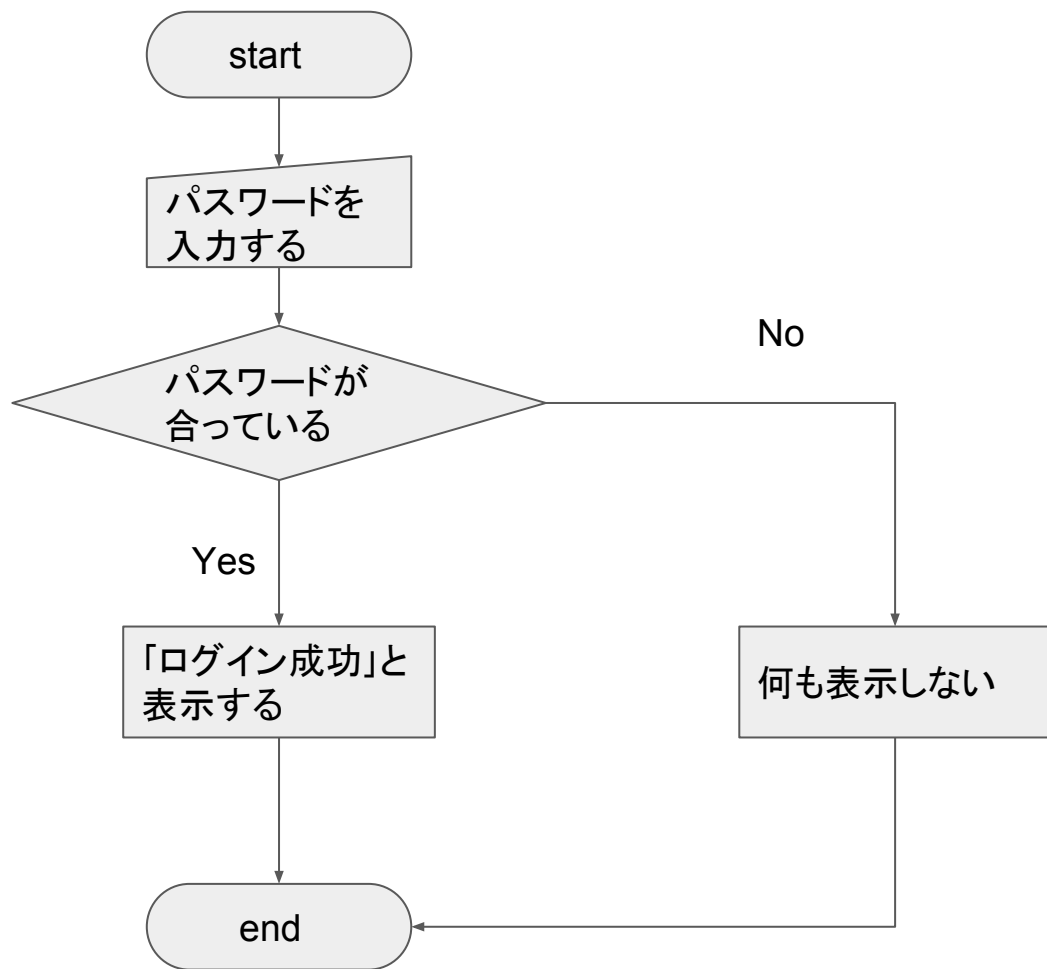 start
パスワードを
入力する
No
パスワードが
合っている
Yes
「ログイン成功」と
表示する
何も表示しない
end